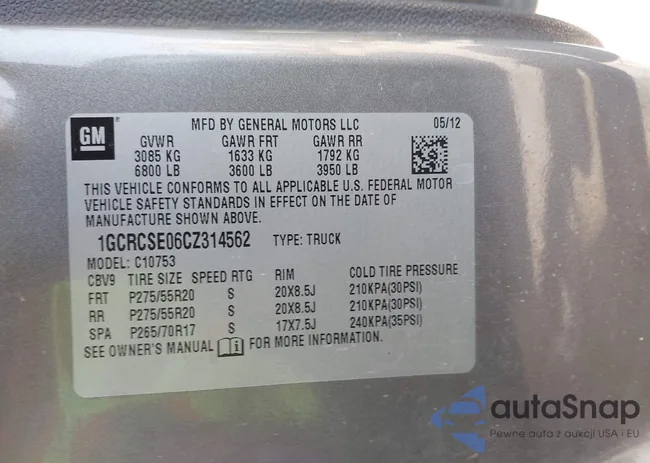 GM
MFD BY GENERAL MOTORS LLC 05/12
GVWR GAWR FRT GAWR RR
3085 KG 1633 KG 1792 KG
6800 LB 3600 LB 3950 LB
THIS VEHICLE CONFORMS TO ALL APPLICABLE U.S. FEDERAL MOTOR
VEHICLE SAFETY STANDARDS IN EFFECT ON THE DATE OF
MANUFACTURE SHOWN ABOVE.
1GCRCSE06CZ314562 TYPE: TRUCK
MODEL: C10753
CBV9 TIRE SIZE SPEED RTG RIM COLD TIRE PRESSURE
FRT P275/55R20 S 20X8.5J 210KPA(30PSI)
RR P275/55R20 S 20X8.5J 210KPA(30PSI)
SPA P265/70R17 S 17X7.5J 240KPA(35PSI)
SEE OWNER'S MANUAL FOR MORE INFORMATION.
autaSnap
Pewne auta z aukcji USA i EU